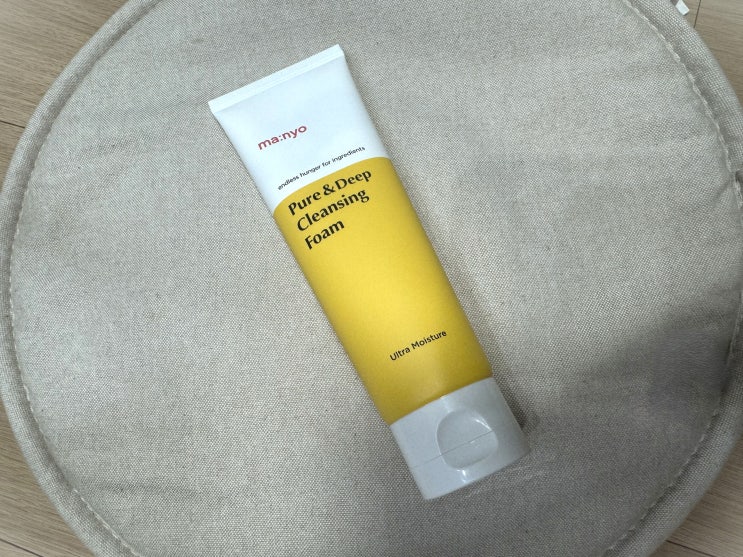 ma:nyo
endless hunger for ingredients
Pure & Deep
Cleansing
Foam
Ultra Moisture